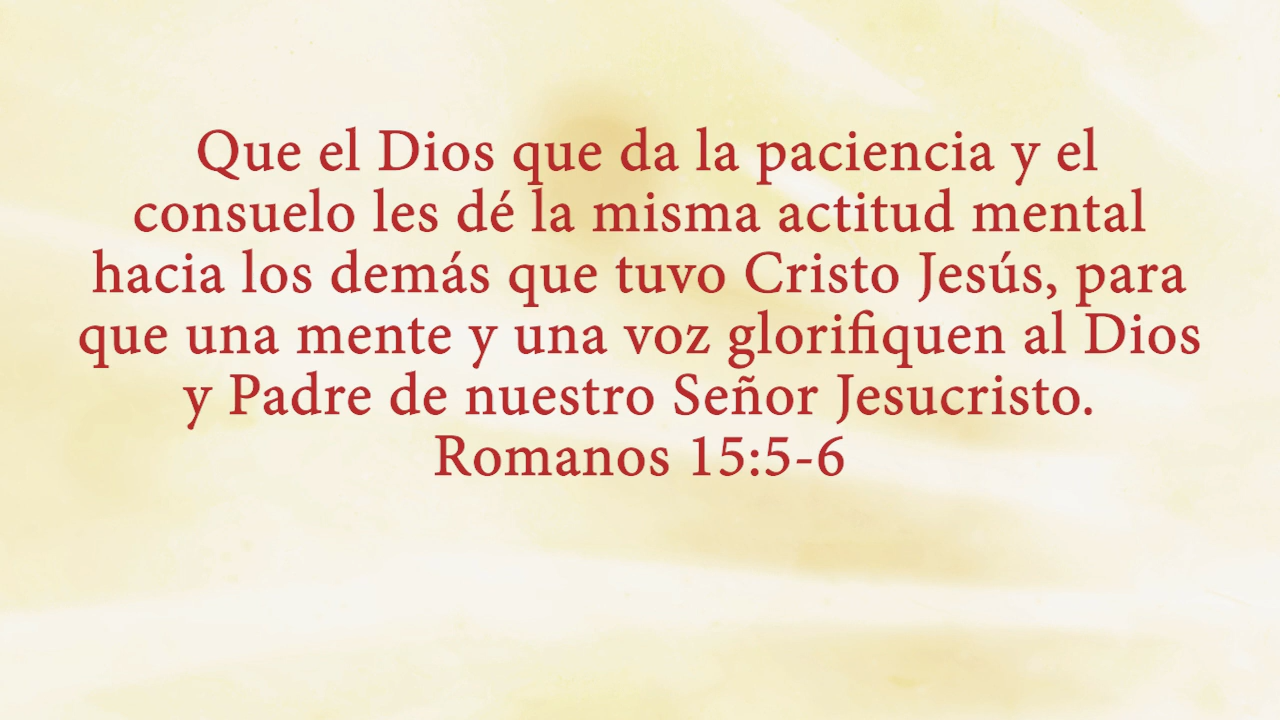 Que el Dios que da la paciencia y el
consuelo les dé la misma actitud mental
hacia los demás que tuvo Cristo Jesús, para
que una mente y una voz glorifiquen al Dios
y Padre de nuestro Señor Jesucristo.
Romanos 15:5-6